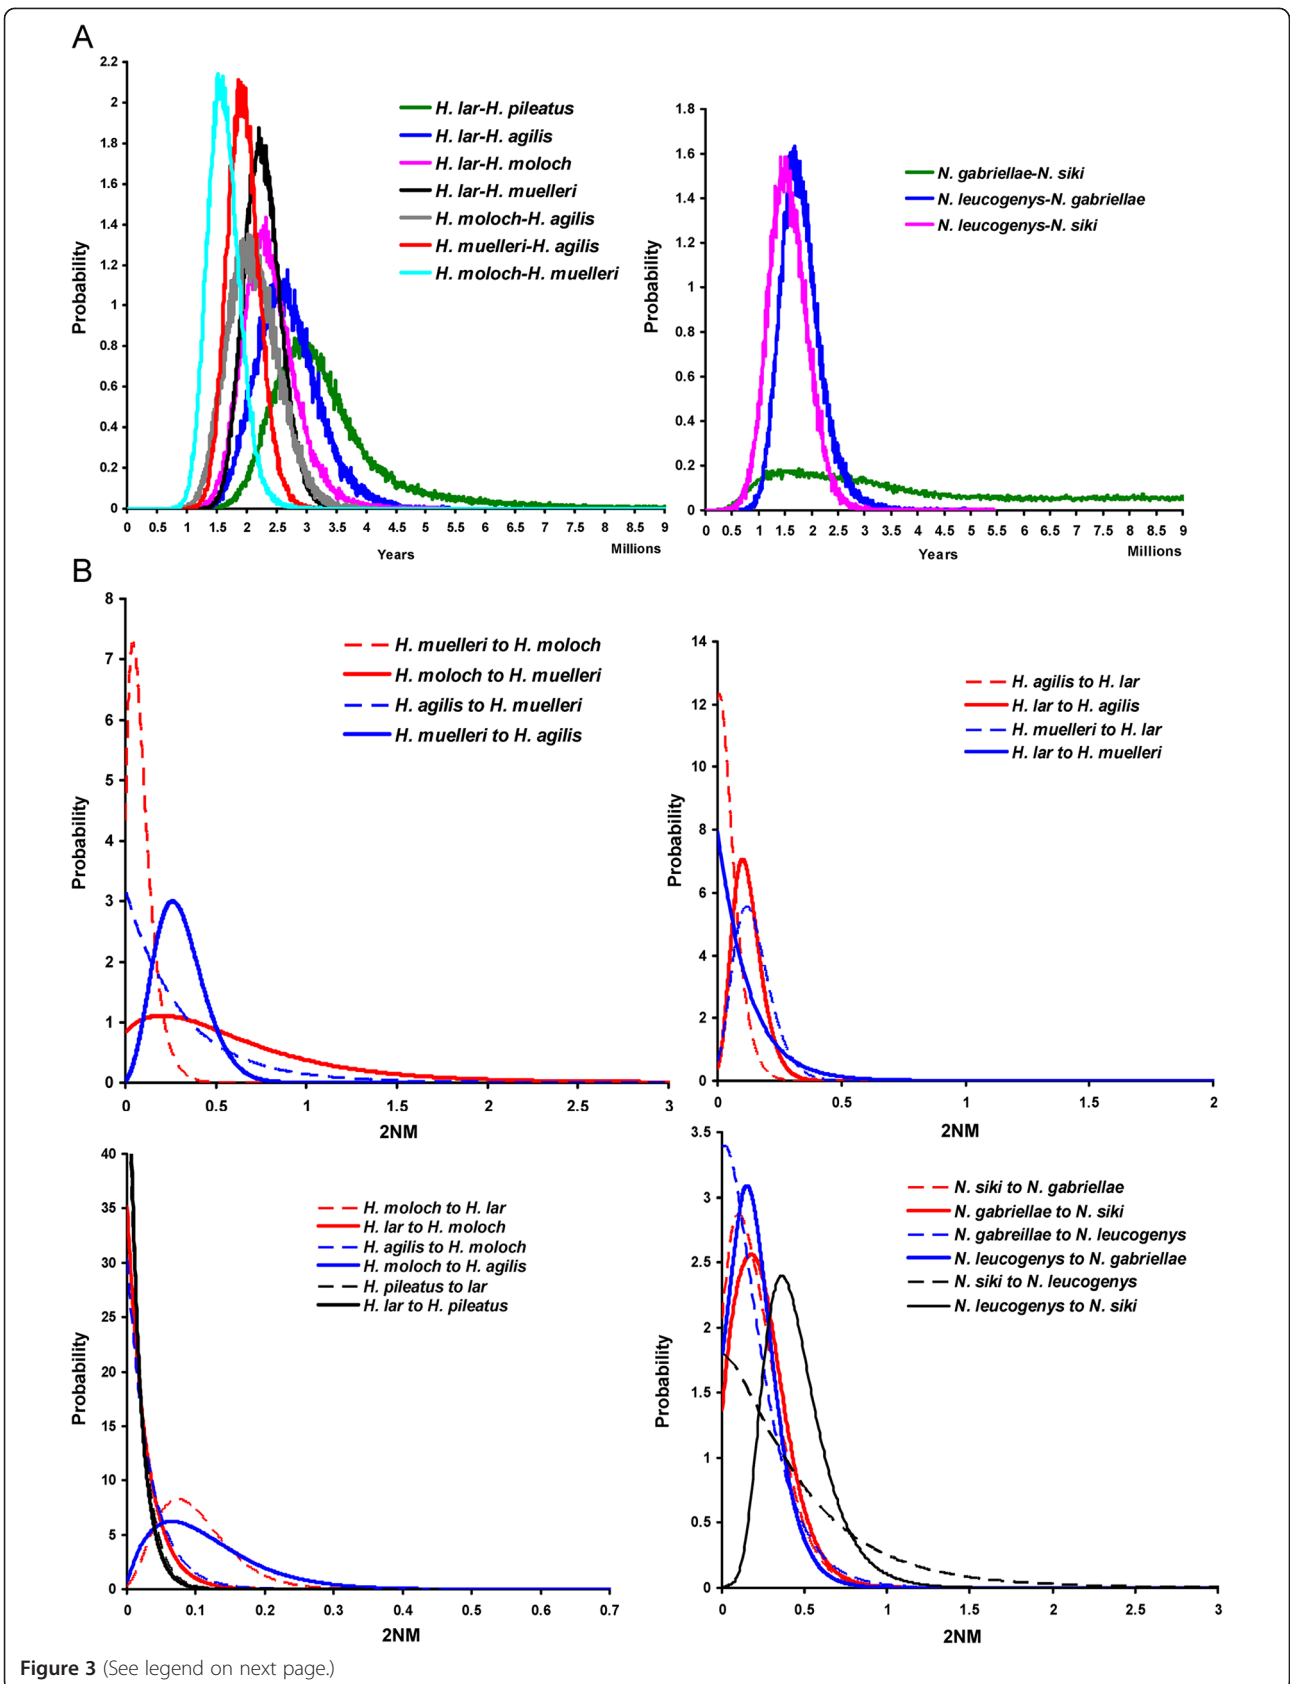 A
2.2
2
1.8
1.6
1.4
1.2
1
0.8
0.6
0.4
0.2
0
Probability
H. lar-H. pileatus
H. lar-H. agilis
H. lar-H. moloch
H. lar-H. muelleri
H. moloch-H. agilis
H. muelleri-H. agilis
H. moloch-H. muelleri
0 0.5 1 1.5 2 2.5 3 3.5 4 4.5 5 5.5 6 6.5 7 7.5 8 8.5 9
Years
Millions
1.8
1.6
1.4
1.2
1
0.8
0.6
0.4
0.2
0
Probability
N. gabriellae-N. siki
N. leucogenys-N. gabriellae
N. leucogenys-N. siki
0 0.5 1 1.5 2 2.5 3 3.5 4 4.5 5 5.5 6 6.5 7 7.5 8 8.5 9
Years
Millions
B
8
7
6
5
4
3
2
1
0
Probability
H. muelleri to H. moloch
H. moloch to H. muelleri
H. agilis to H. muelleri
H. muelleri to H. agilis
0 0.5 1 1.5 2 2.5 3
2NM
14
12
10
8
6
4
2
0
Probability
H. agilis to H. lar
H. lar to H. agilis
H. muelleri to H. lar
H. lar to H. muelleri
0 0.5 1 1.5 2
2NM
40
35
30
25
20
15
10
5
0
Probability
H. moloch to H. lar
H. lar to H. moloch
H. agilis to H. moloch
H. moloch to H. agilis
H. pileatus to lar
H. lar to H. pileatus
0 0.1 0.2 0.3 0.4 0.5 0.6 0.7
2NM
3.5
3
2.5
2
1.5
1
0.5
0
Probability
N. siki to N. gabriellae
N. gabriellae to N. siki
N. gabreillae to N. leucogenys
N. leucogenys to N. gabriellae
N. siki to N. leucogenys
N. leucogenys to N. siki
0 0.5 1 1.5 2 2.5 3
2NM
Figure 3 (See legend on next page.)